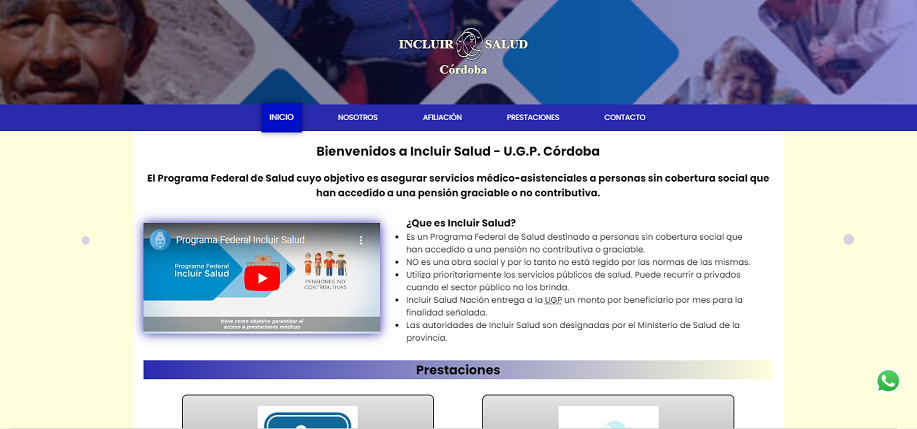 INCLUIR SALUD
Córdoba
INICIO NOSOTROS AFILIACIÓN PRESTACIONES CONTACTO
Bienvenidos a Incluir Salud - U.G.P. Córdoba
El Programa Federal de Salud cuyo objetivo es asegurar servicios médico-asistenciales a personas sin cobertura social que
han accedido a una pensión graciable o no contributiva.
Programa Federal Incluir Salud
Programa Federal
Incluir Salud
PENSIONES NO
CONTRIBUTIVAS
tiene como objetivo garantizar el
acceso a prestaciones médicas
¿Que es Incluir Salud?
Es un Programa Federal de Salud destinado a personas sin cobertura social que
han accedido a una pensión no contributiva o graciable.
NO es una obra social y por lo tanto no está regido por las normas de las mismas.
Utiliza prioritariamente los servicios públicos de salud. Puede recurrir a privados
cuando el sector público no los brinda.
Incluir Salud Nación entrega a la UGP un monto por beneficiario por mes para la
finalidad señalada.
Las autoridades de Incluir Salud son designadas por el Ministerio de Salud de la
provincia.
Prestaciones